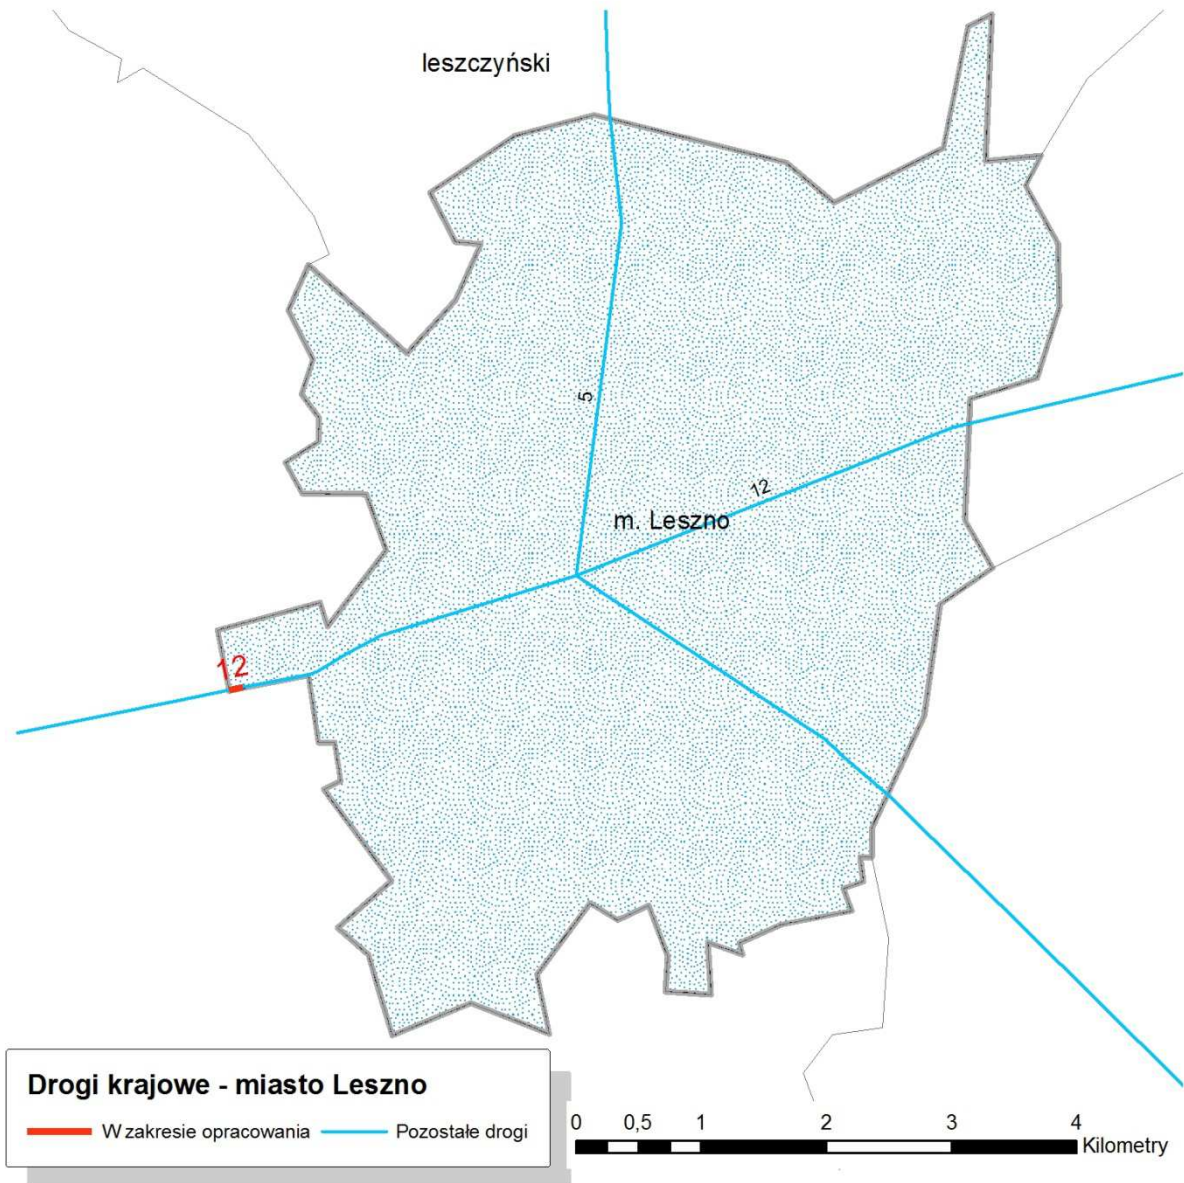 leszczyński
5
12
m. Leszno
12
Drogi krajowe - miasto Leszno
W zakresie opracowania Pozostałe drogi
0 0,5 1 2 3 4
Kilometry